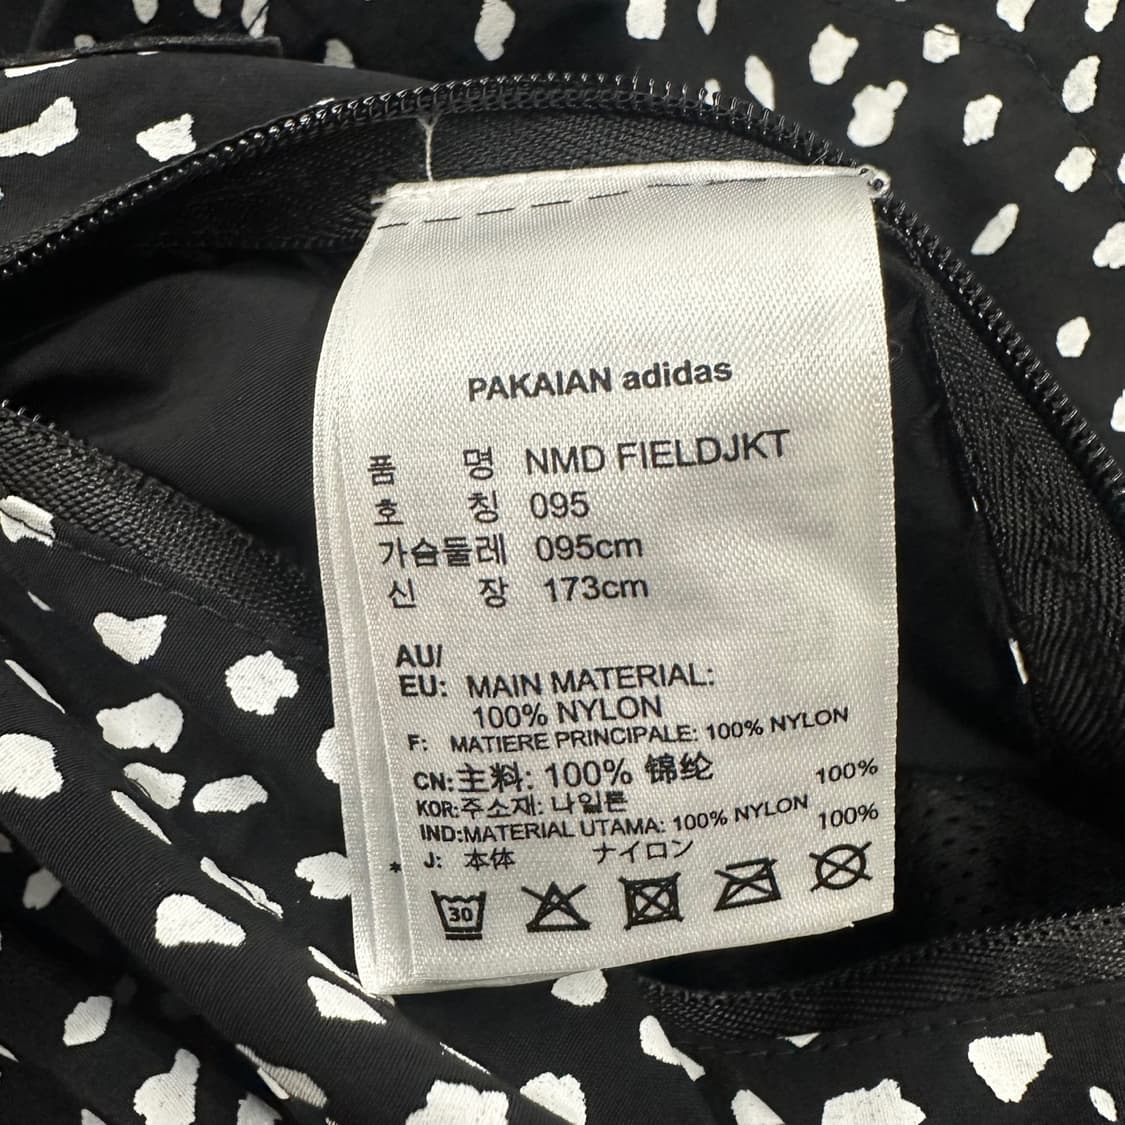 PAKAIAN adidas
품 명 NMD FIELDJKT
호 칭 095
가슴둘레 095cm
신 장 173cm
AU/
EU: MAIN MATERIAL:
100% NYLON
F: MATIERE PRINCIPALE: 100% NYLON
CN:主料: 100% 锦纶
KOR:주소재: 나일론 100%
IND:MATERIAL UTAMA: 100% NYLON
* J: 本体 ナイロン 100%
30